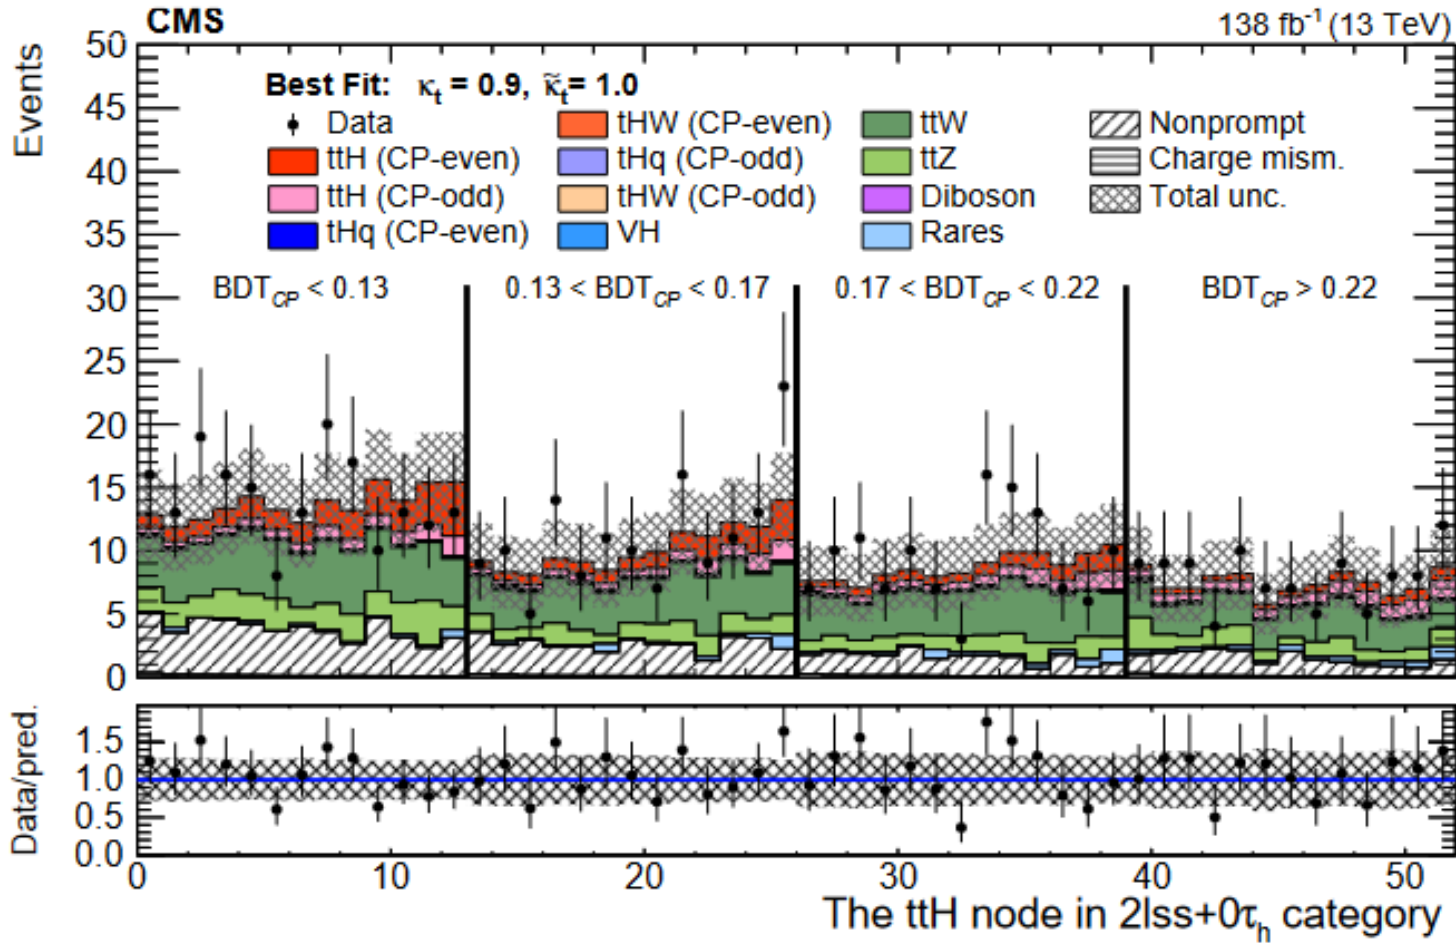 CMS 138 fb⁻¹ (13 TeV)
Events
50
45
40
35
30
25
20
15
10
5
0
Best Fit: κt = 0.9, κ̃t= 1.0
Data tHW (CP-even) ttW Nonprompt
ttH (CP-even) tHq (CP-odd) ttZ Charge mism.
ttH (CP-odd) tHW (CP-odd) Diboson Total unc.
tHq (CP-even) VH Rares
BDTCP < 0.13 0.13 < BDTCP < 0.17 0.17 < BDTCP < 0.22 BDTCP > 0.22
Data/pred.
1.5
1.0
0.5
0.0
0 10 20 30 40 50
The ttH node in 2lss+0τh category